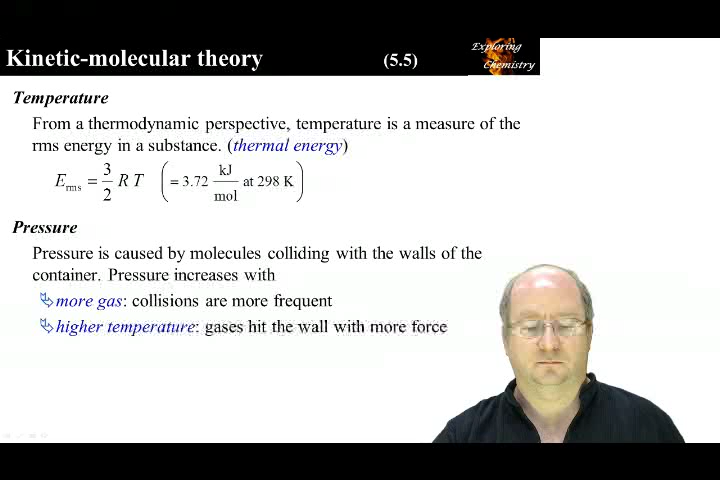 Kinetic-molecular theory (5.5)
Exploring
Chemistry
Temperature
From a thermodynamic perspective, temperature is a measure of the
rms energy in a substance. (thermal energy)
E_rms = 3/2 R T (= 3.72 kJ/mol at 298 K)
Pressure
Pressure is caused by molecules colliding with the walls of the
container. Pressure increases with
more gas: collisions are more frequent
higher temperature: gases hit the wall with more force